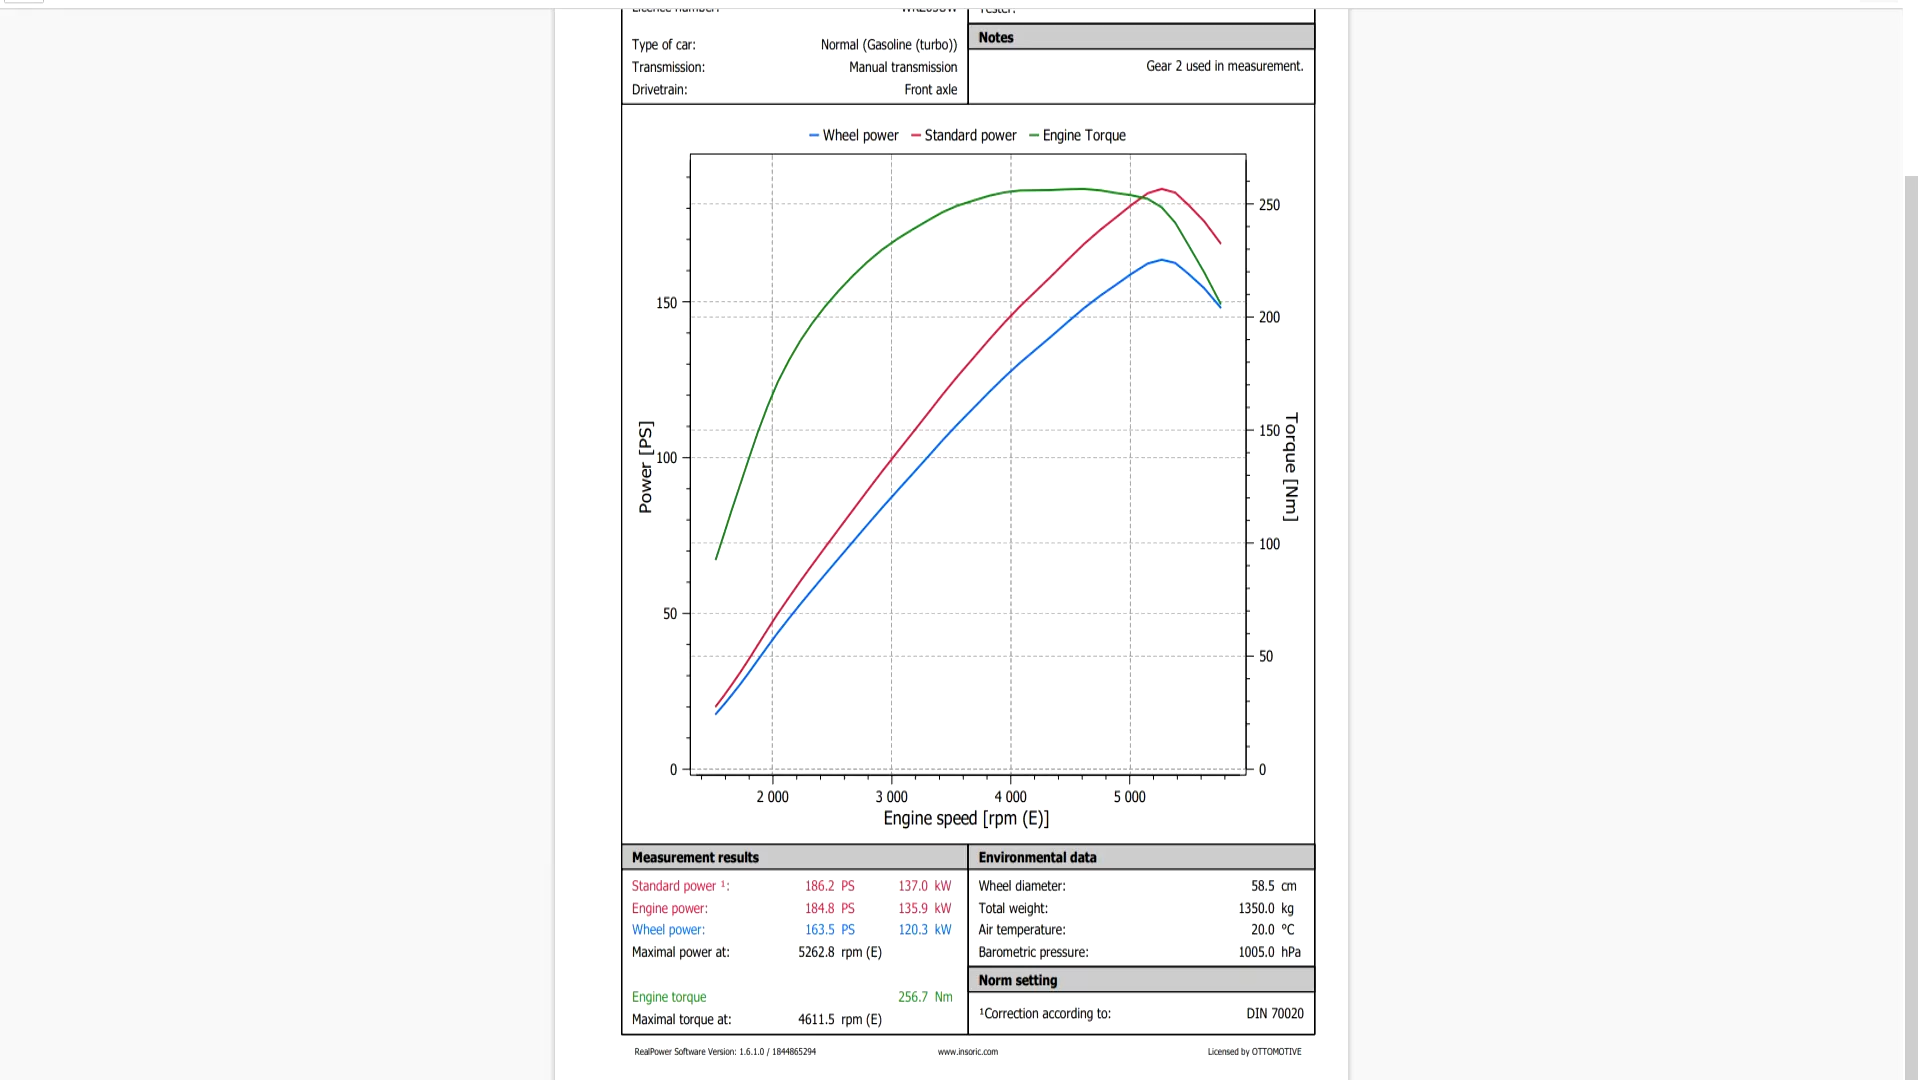 Type of car: Normal (Gasoline (turbo))
Transmission: Manual transmission
Drivetrain: Front axle
Notes
Gear 2 used in measurement.
Wheel power Standard power Engine Torque
250
150
200
Power [PS]
100
150
Torque [Nm]
100
50
50
0
0
2 000 3 000 4 000 5 000
Engine speed [rpm (E)]
Measurement results
Standard power ¹: 186.2 PS 137.0 kW
Engine power: 184.8 PS 135.9 kW
Wheel power: 163.5 PS 120.3 kW
Maximal power at: 5262.8 rpm (E)
Engine torque 256.7 Nm
Maximal torque at: 4611.5 rpm (E)
Environmental data
Wheel diameter: 58.5 cm
Total weight: 1350.0 kg
Air temperature: 20.0 °C
Barometric pressure: 1005.0 hPa
Norm setting
¹Correction according to: DIN 70020
RealPower Software Version: 1.6.1.0 / 1844865294 www.insoric.com Licensed by OTTOMOTIVE